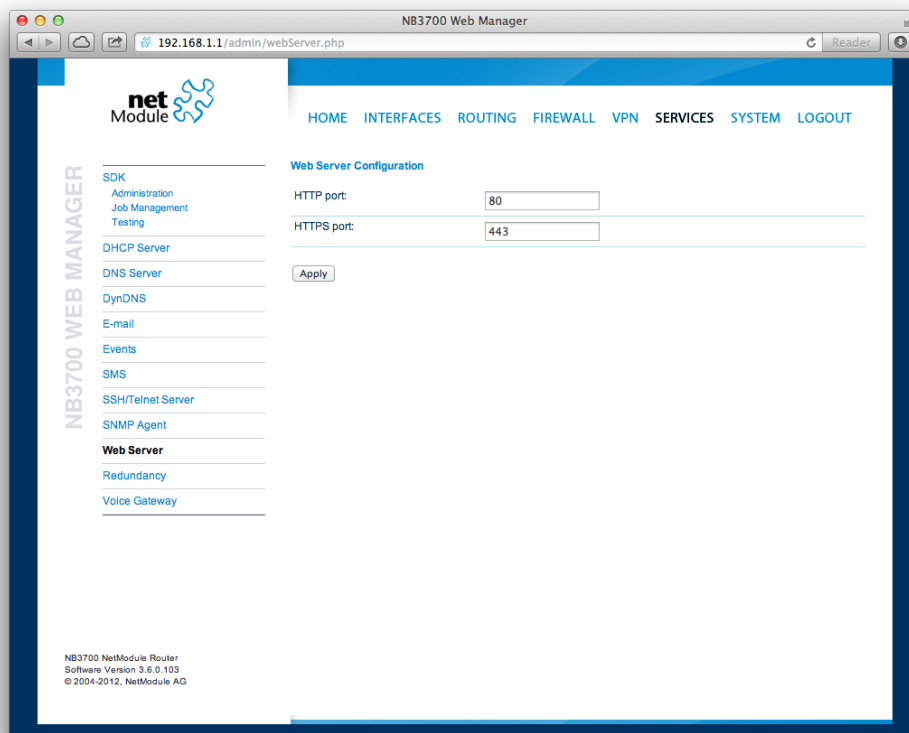 NB3700 Web Manager
192.168.1.1/admin/webServer.php
Reader
net
Module
HOME INTERFACES ROUTING FIREWALL VPN SERVICES SYSTEM LOGOUT
NB3700 WEB MANAGER
SDK
Administration
Job Management
Testing
DHCP Server
DNS Server
DynDNS
E-mail
Events
SMS
SSH/Telnet Server
SNMP Agent
Web Server
Redundancy
Voice Gateway
Web Server Configuration
HTTP port: 80
HTTPS port: 443
Apply
NB3700 NetModule Router
Software Version 3.6.0.103
© 2004-2012, NetModule AG